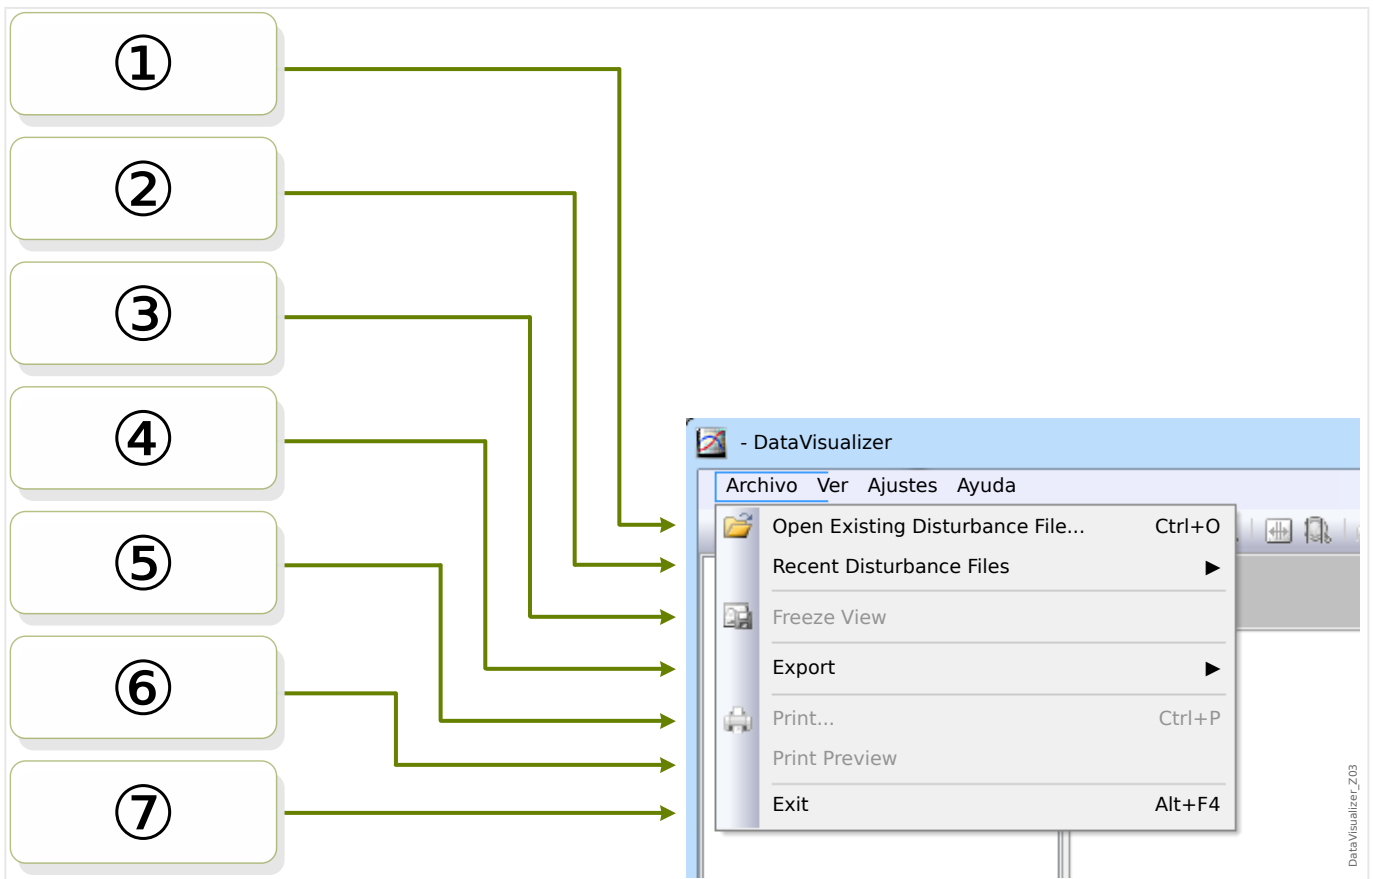 ①
②
③
④
⑤
⑥
⑦
- DataVisualizer
Archivo Ver Ajustes Ayuda
Open Existing Disturbance File... Ctrl+O
Recent Disturbance Files ▶
Freeze View
Export ▶
Print... Ctrl+P
Print Preview
Exit Alt+F4
DataVisualizer_Z03